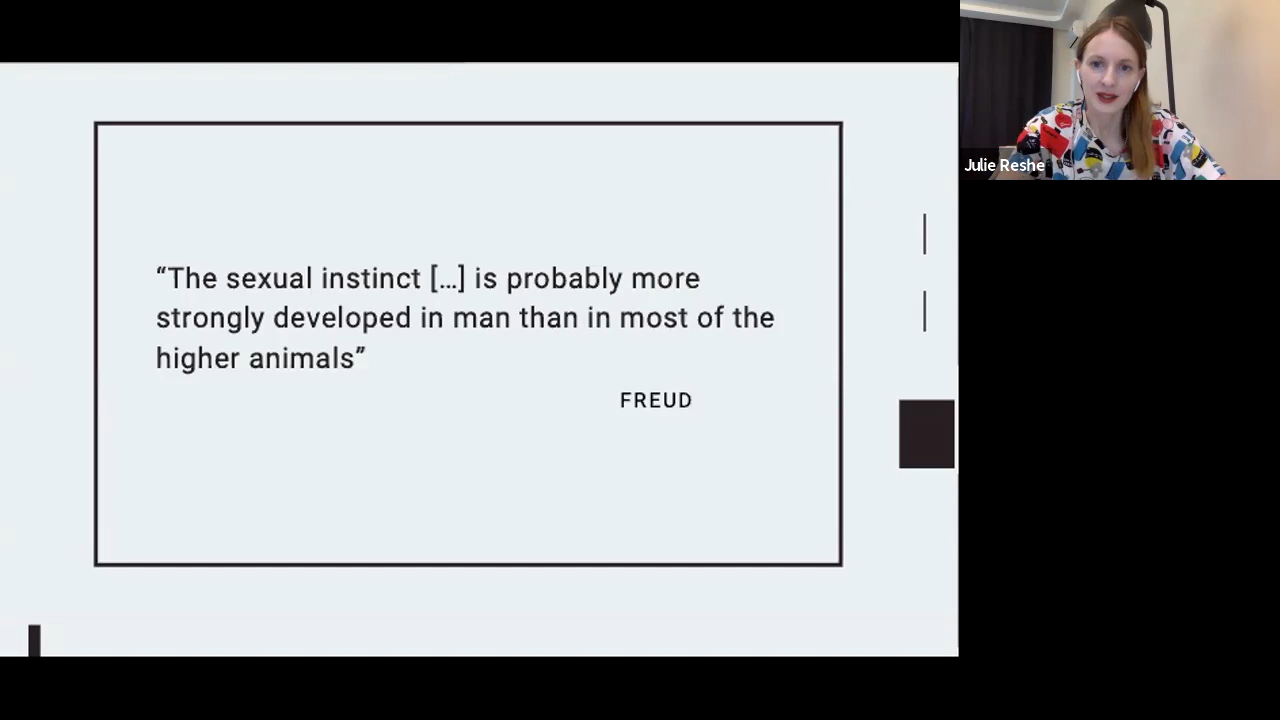 “The sexual instinct […] is probably more
strongly developed in man than in most of the
higher animals”
FREUD
Julie Reshe